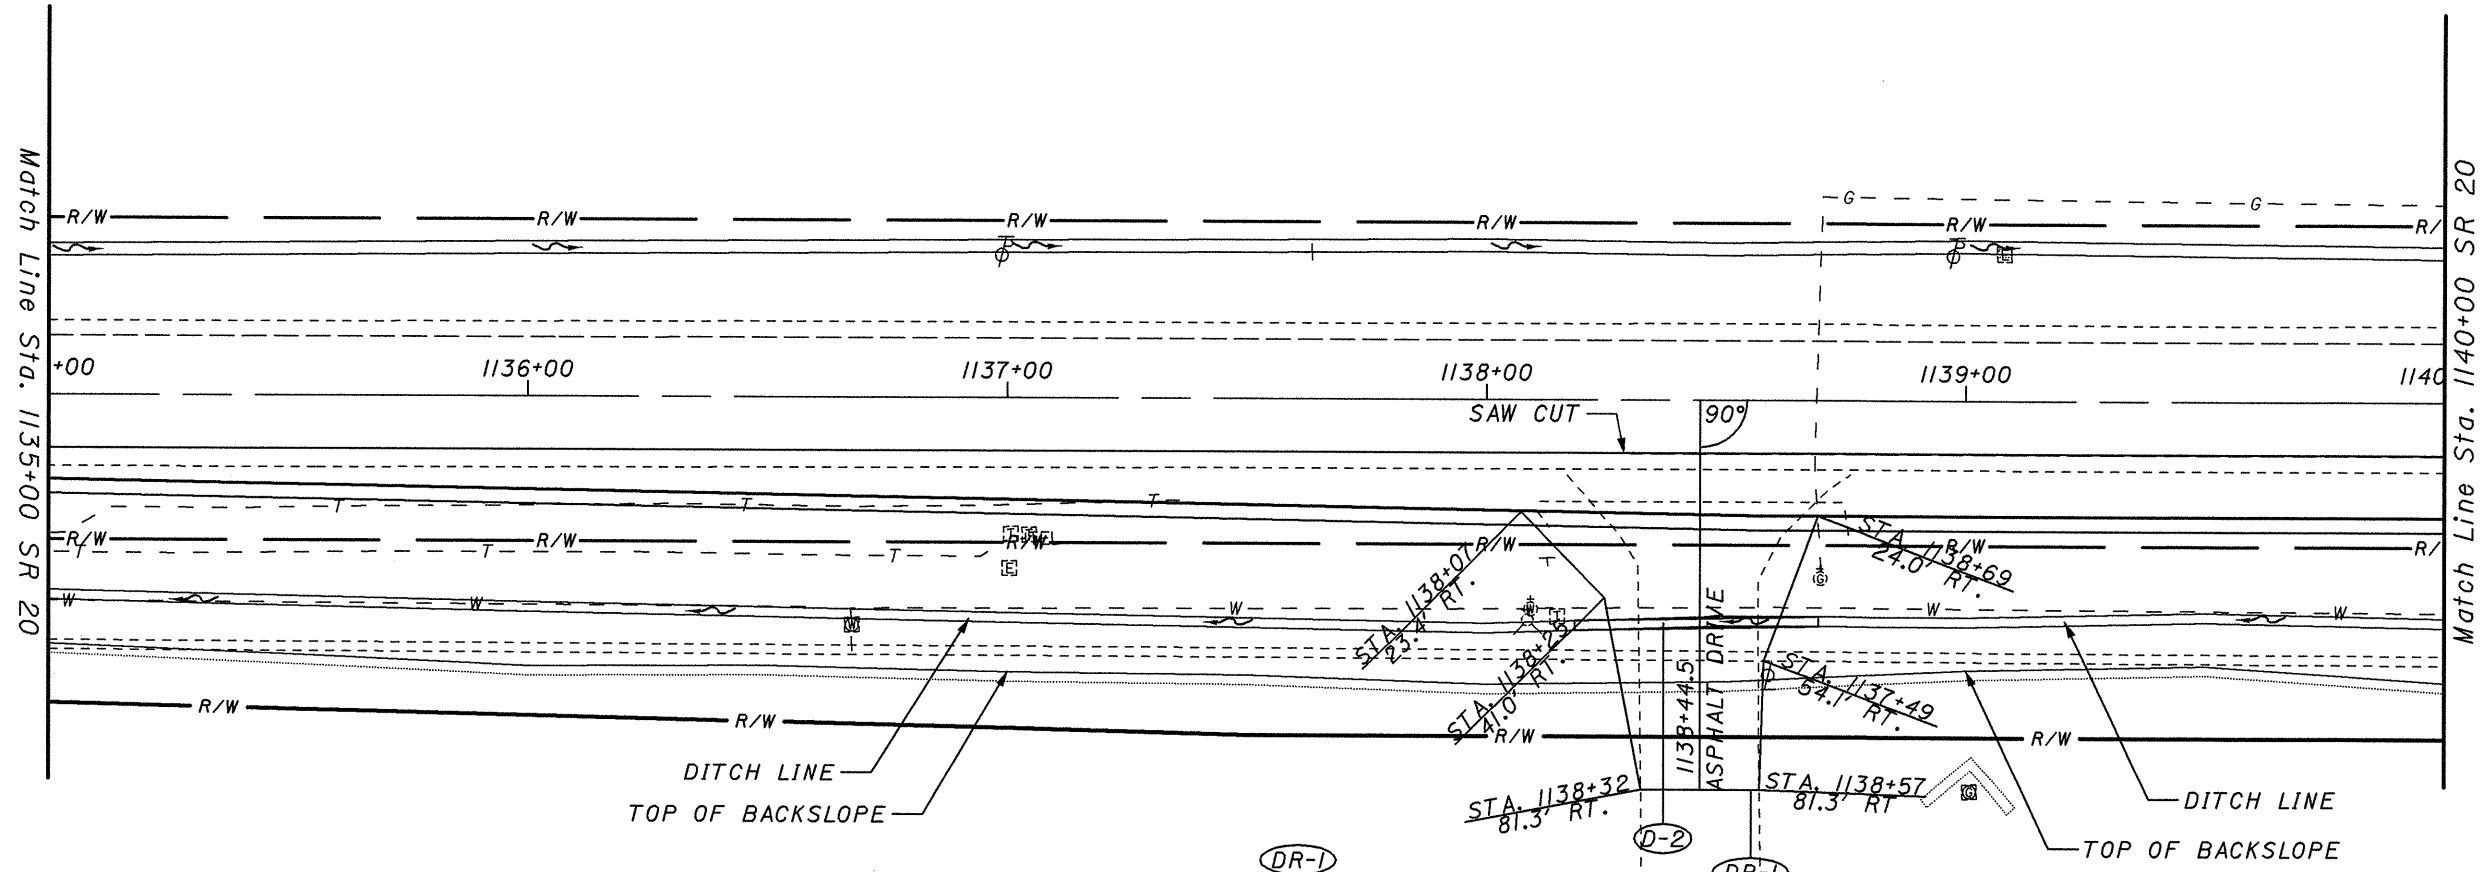 Match Line Sta. 1135+00 SR 20
Match Line Sta. 1140+00 SR 20
G
G
R/W
R/W
R/W
R/W
R/W
R/
+00
1136+00
1137+00
1138+00
1139+00
1140
SAW CUT
90°
T
T
T
R/W
R/W
R/W
R/W
R/W
R/
T
T
T
E
STA. 1138+07
23.4' RT.
STA. 1138+69
24.0' RT.
G
W
W
W
W
W
W
W
T
STA. 1138+25
41.0' RT.
STA. 1137+49
54.1' RT.
1138+44.5
ASPHALT DRIVE
R/W
R/W
R/W
R/W
DITCH LINE
TOP OF BACKSLOPE
STA. 1138+32
81.3' RT.
STA. 1138+57
81.3' RT
G
DITCH LINE
TOP OF BACKSLOPE
D-2
DR-1
DR-1